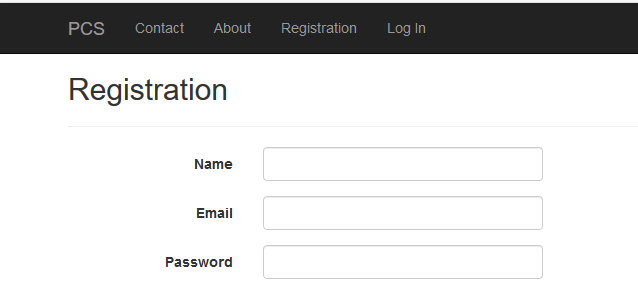 PCS Contact About Registration Log In
Registration
Name
Email
Password